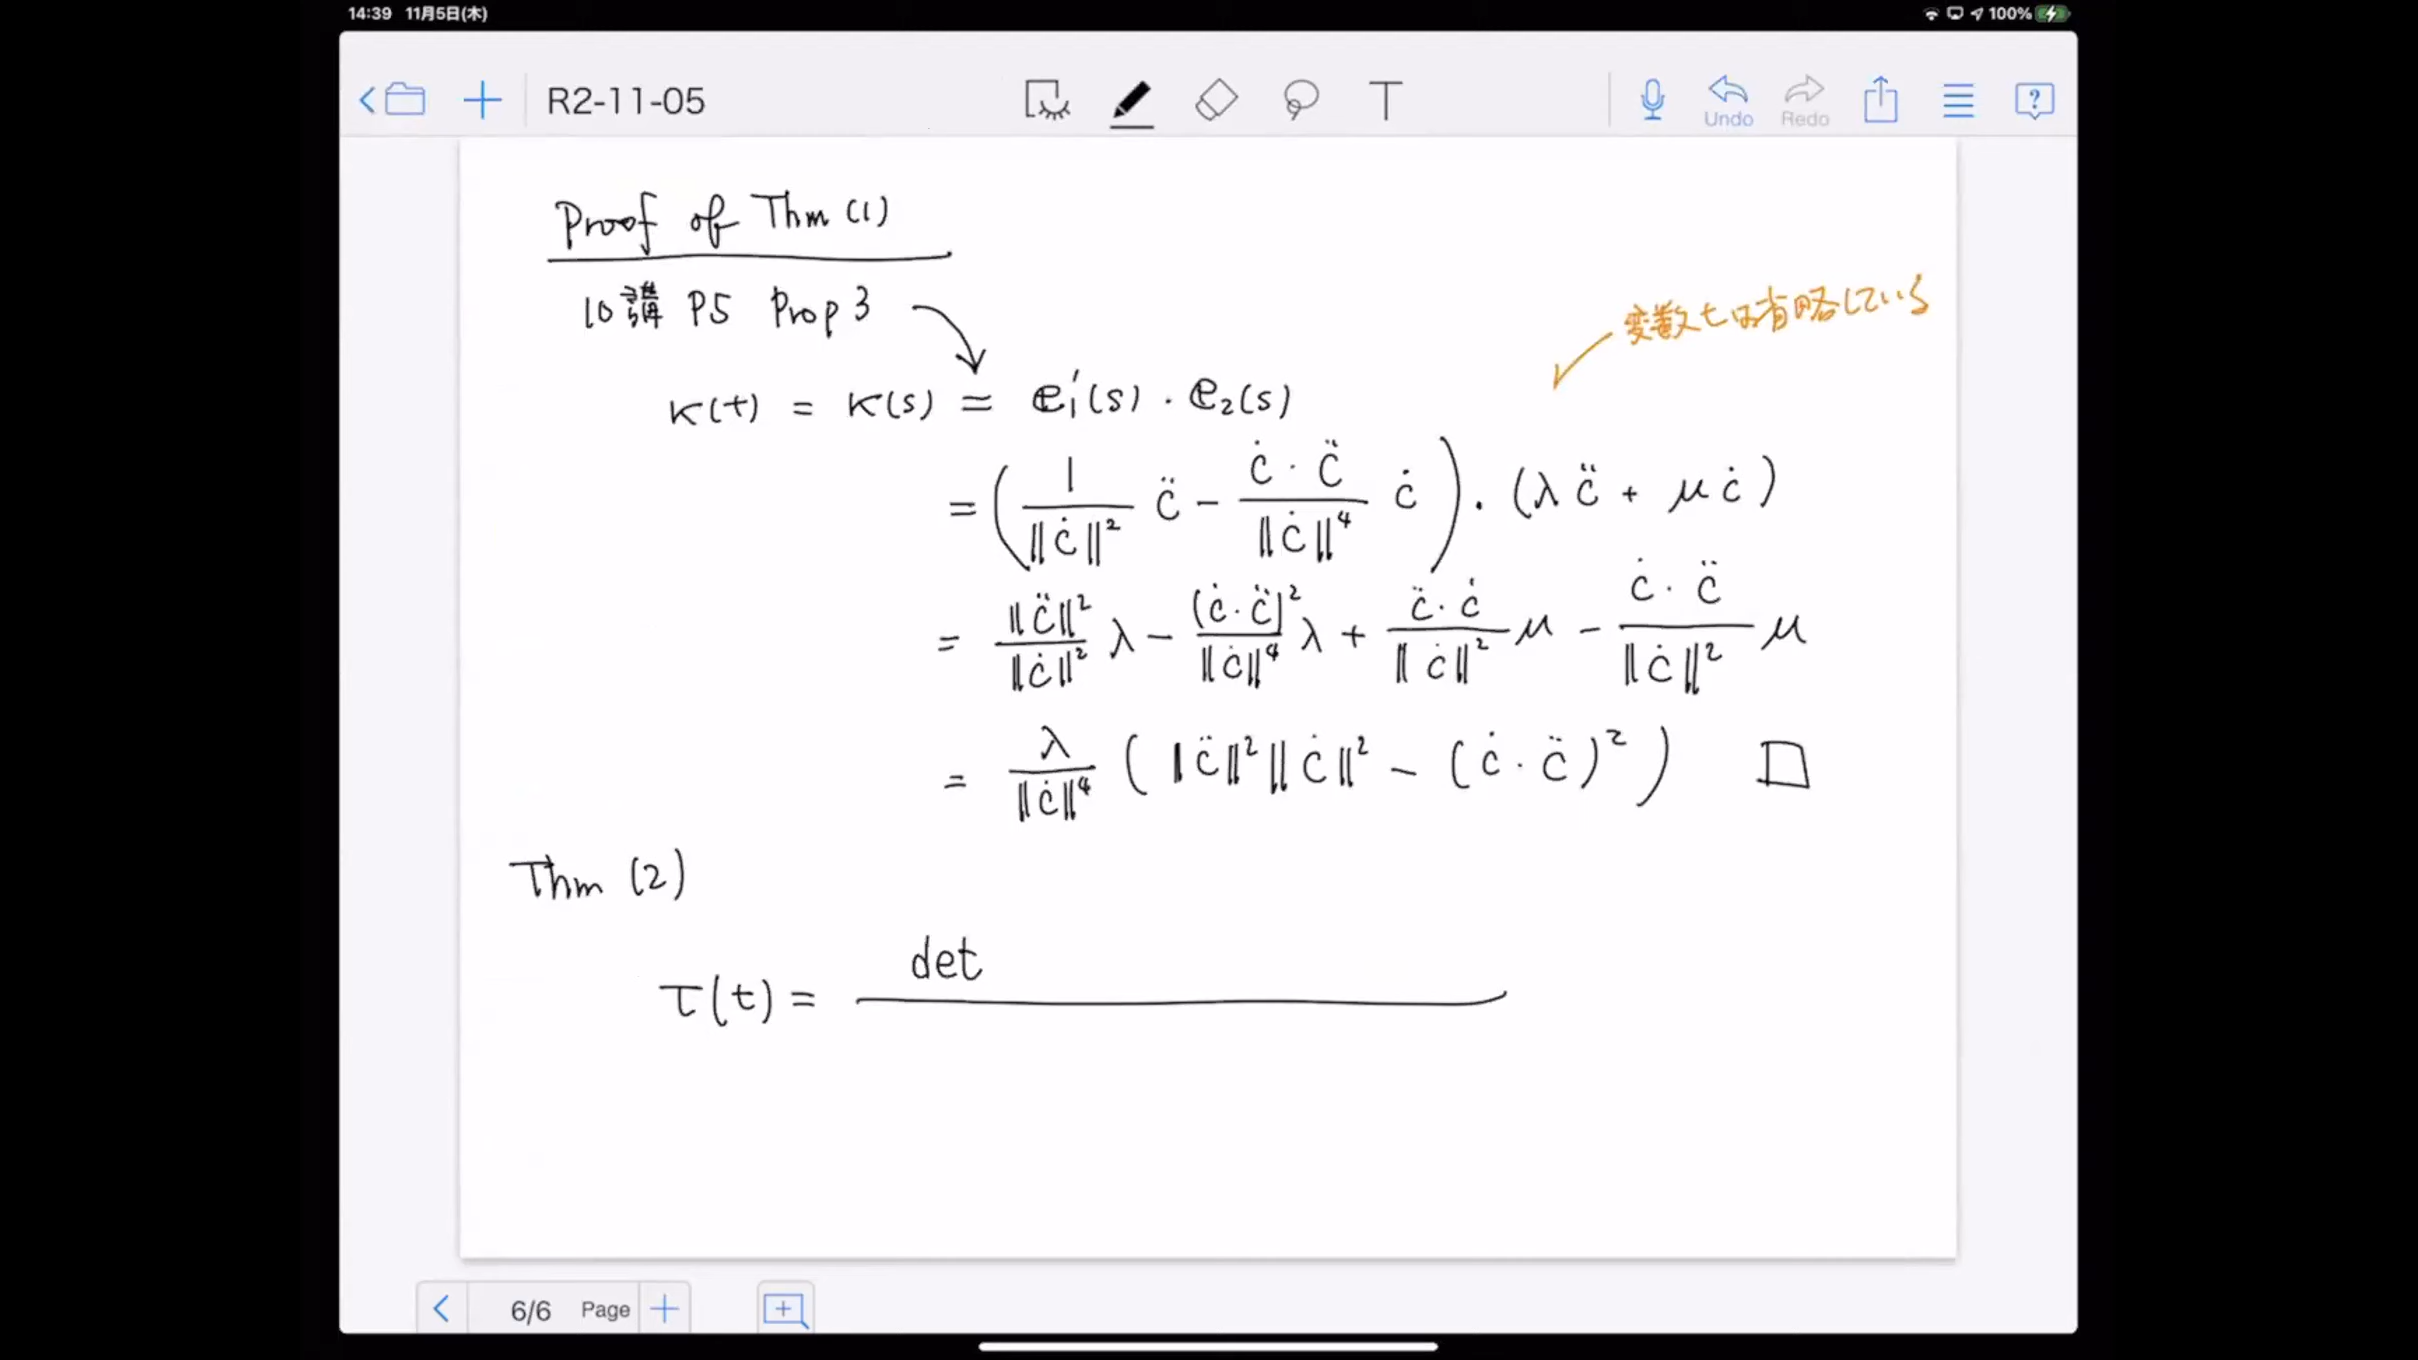 14:39 11月5日(木) 100%
R2-11-05 T Undo Redo ?
Proof of Thm (1)
10講 P5 Prop 3
変数tは省略している
κ(t) = κ(s) = e₁′(s) · e₂(s)
= (1/‖ċ‖² c̈ − ċ · c̈/‖ċ‖⁴ ċ) · (λ c̈ + μ ċ)
= ‖c̈‖²/‖ċ‖² λ − (ċ · c̈)²/‖ċ‖⁴ λ + c̈ · ċ/‖ċ‖² μ − ċ · c̈/‖ċ‖² μ
= λ/‖ċ‖⁴ (‖c̈‖²‖ċ‖² − (ċ · c̈)²) □
Thm (2)
det
τ(t) =
6/6 Page